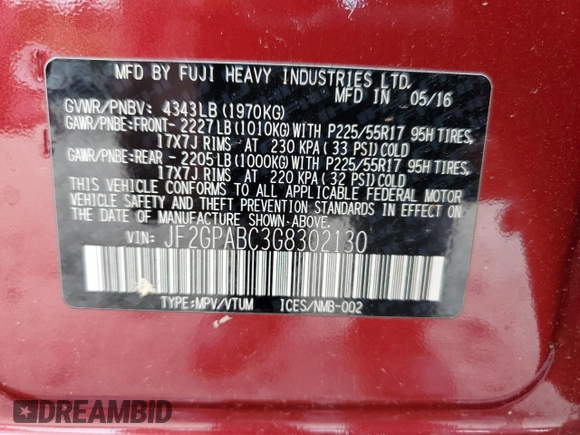 MFD BY FUJI HEAVY INDUSTRIES LTD.
MFD IN 05/16
GVWR/PNBV: 4343LB (1970KG)
GAWR/PNBE:FRONT- 2227LB (1010KG) WITH P225/55R17 95H TIRES,
17X7J RIMS AT 230 KPA (33 PSI) COLD
GAWR/PNBE:REAR - 2205LB (1000KG) WITH P225/55R17 95H TIRES,
17X7J RIMS AT 220 KPA (32 PSI) COLD
THIS VEHICLE CONFORMS TO ALL APPLICABLE FEDERAL MOTOR
VEHICLE SAFETY AND THEFT PREVENTION STANDARDS IN EFFECT ON
THE DATE OF MANUFACTURE SHOWN ABOVE.
VIN: JF2GPABC3G8302130
TYPE:MPV/VTUM ICES/NMB-002
DREAMBID